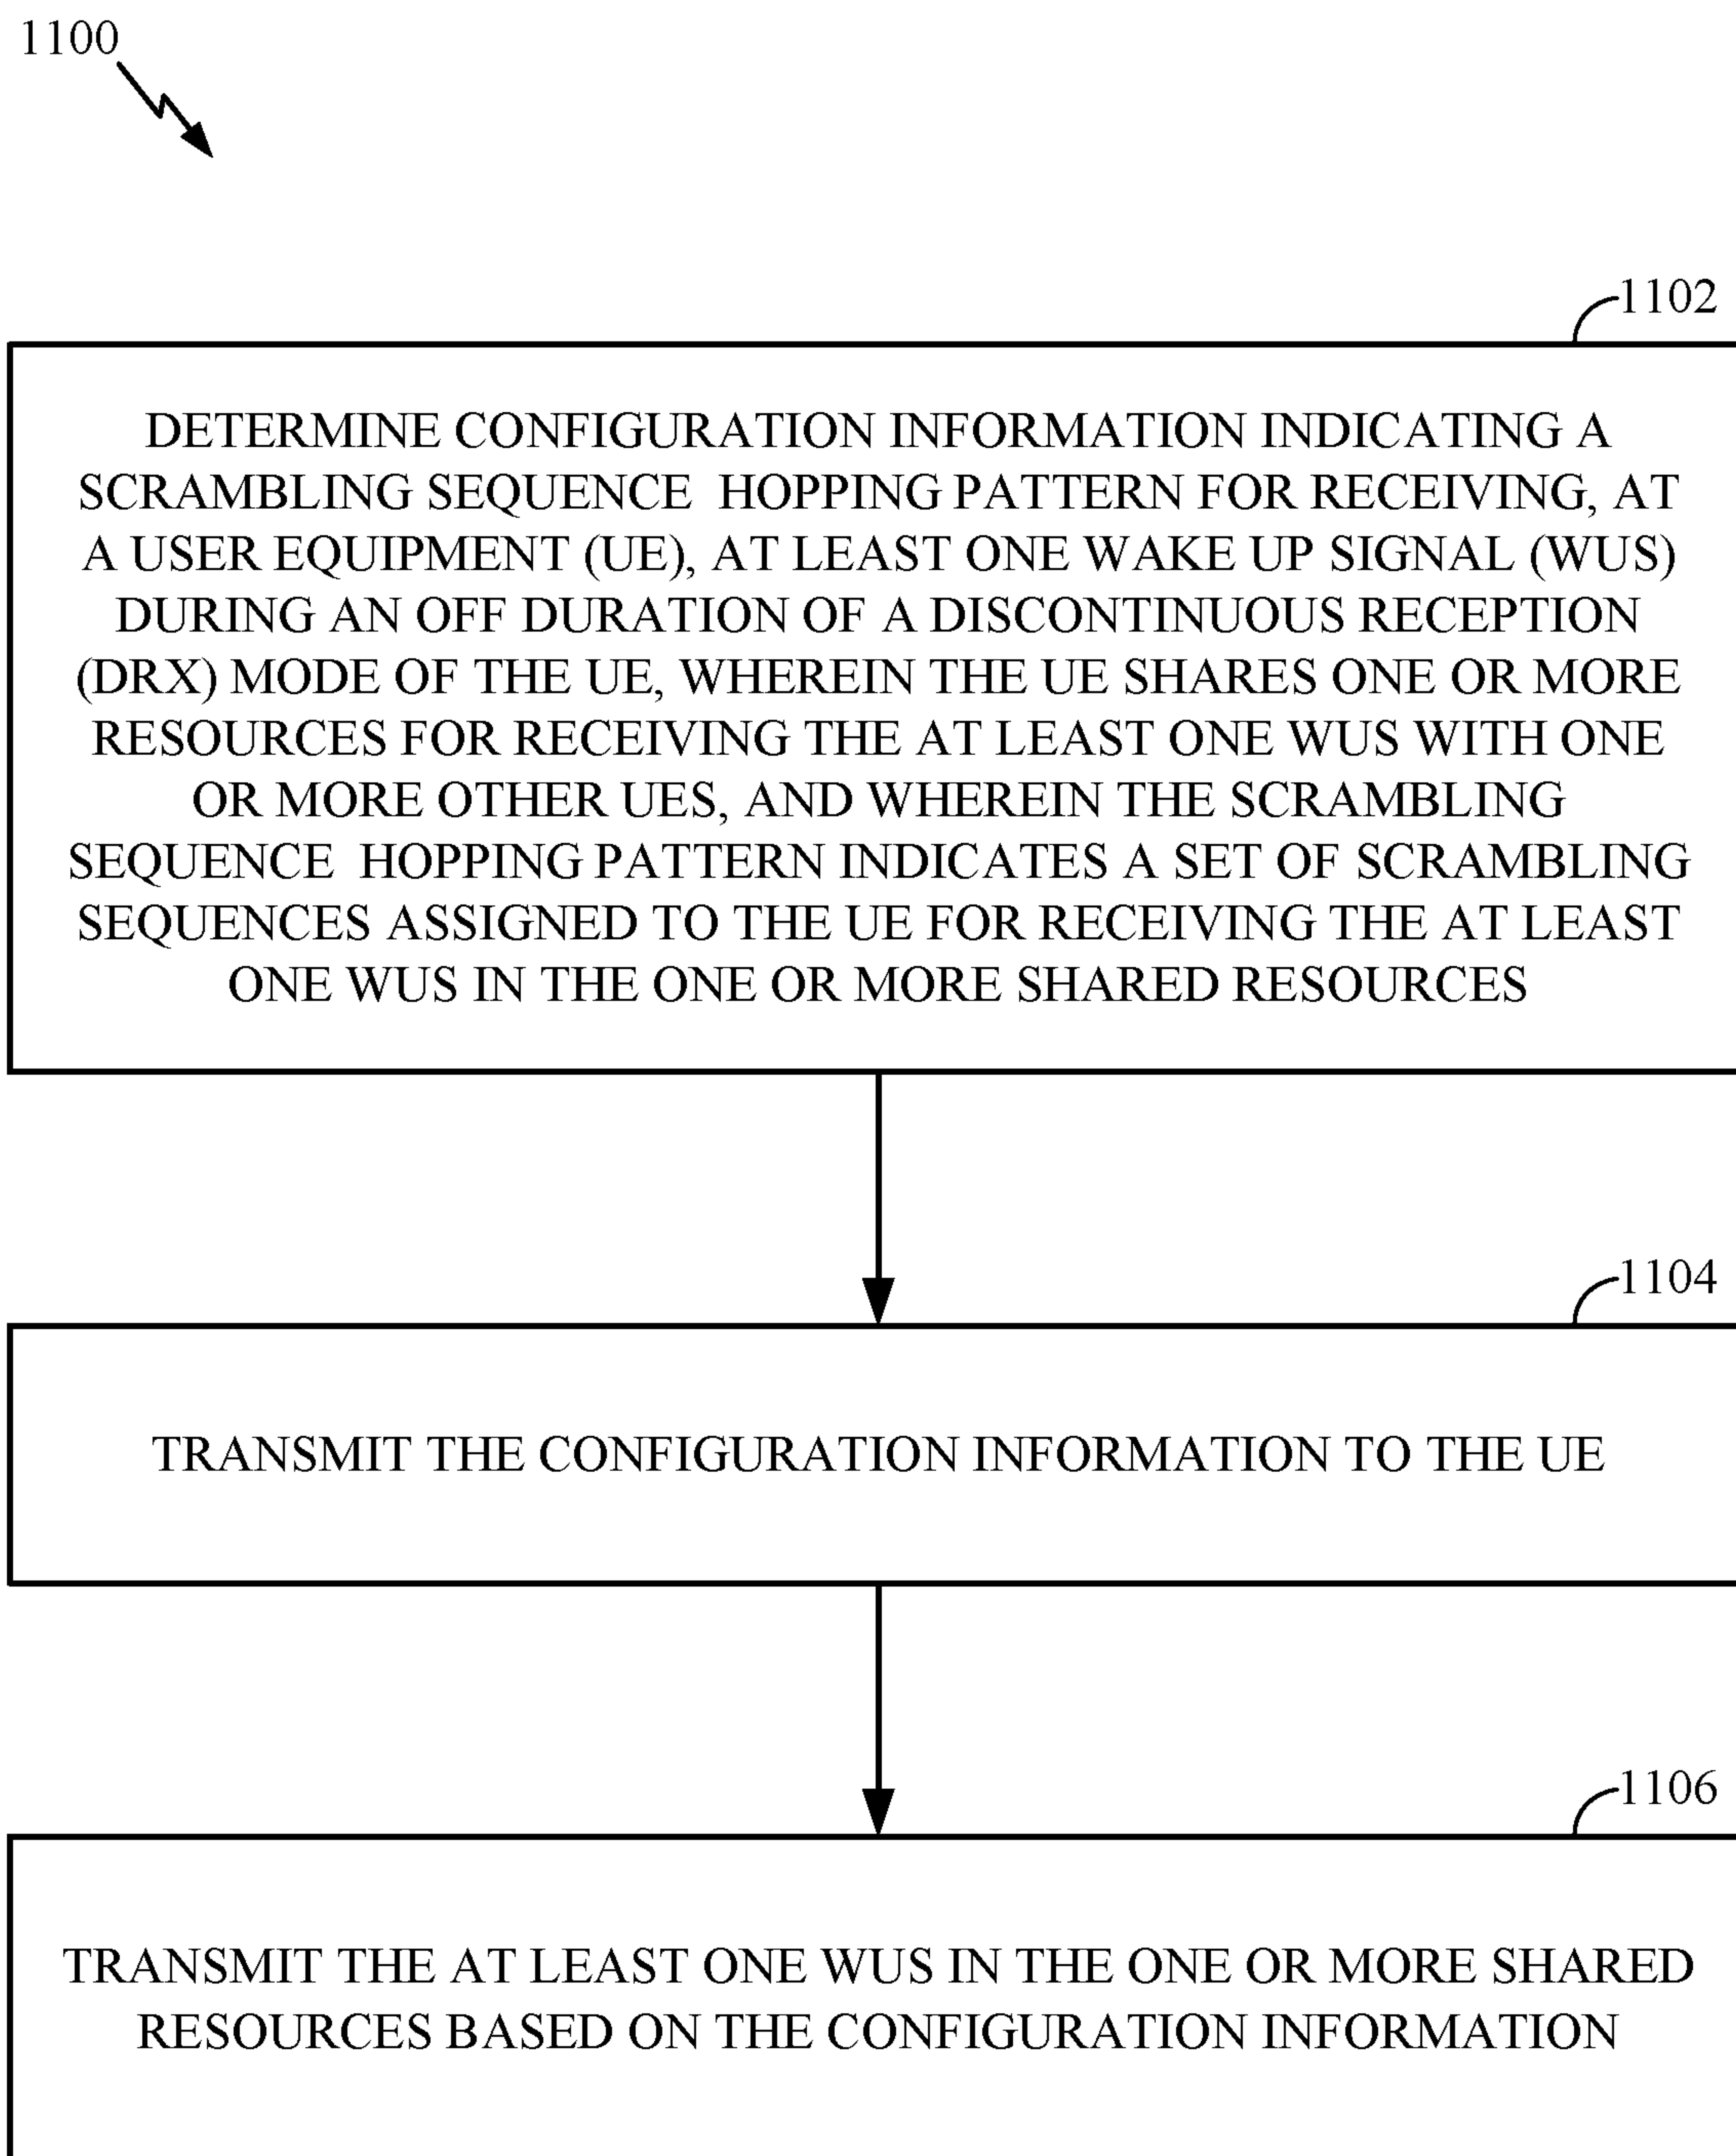 1100
1102
DETERMINE CONFIGURATION INFORMATION INDICATING A
SCRAMBLING SEQUENCE HOPPING PATTERN FOR RECEIVING, AT
A USER EQUIPMENT (UE), AT LEAST ONE WAKE UP SIGNAL (WUS)
DURING AN OFF DURATION OF A DISCONTINUOUS RECEPTION
(DRX) MODE OF THE UE, WHEREIN THE UE SHARES ONE OR MORE
RESOURCES FOR RECEIVING THE AT LEAST ONE WUS WITH ONE
OR MORE OTHER UES, AND WHEREIN THE SCRAMBLING
SEQUENCE HOPPING PATTERN INDICATES A SET OF SCRAMBLING
SEQUENCES ASSIGNED TO THE UE FOR RECEIVING THE AT LEAST
ONE WUS IN THE ONE OR MORE SHARED RESOURCES
1104
TRANSMIT THE CONFIGURATION INFORMATION TO THE UE
1106
TRANSMIT THE AT LEAST ONE WUS IN THE ONE OR MORE SHARED
RESOURCES BASED ON THE CONFIGURATION INFORMATION